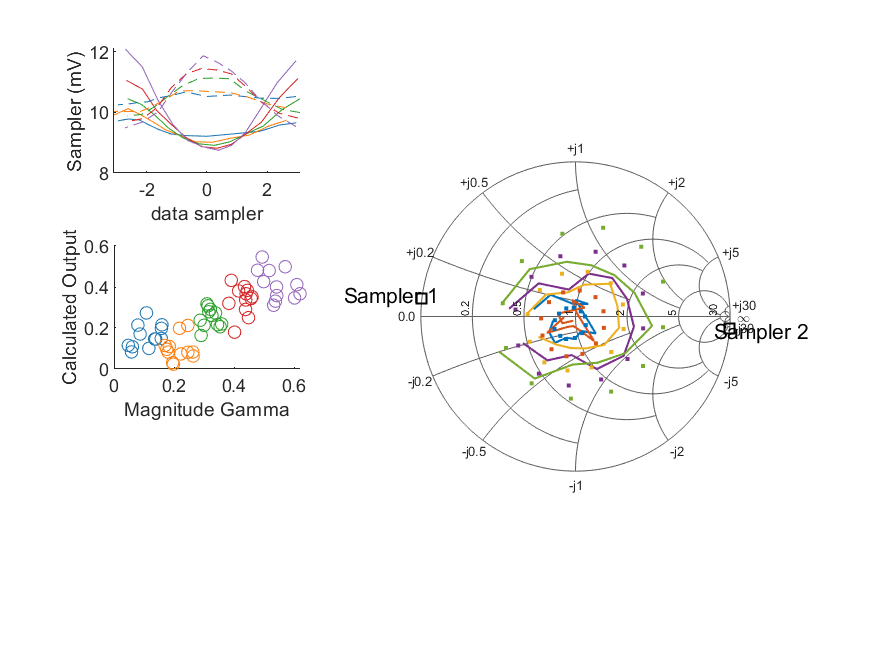 12
10
8
Sampler (mV)
-2
0
2
data sampler
0.6
0.4
0.2
0
Calculated Output
0
0.2
0.4
0.6
Magnitude Gamma
+j1
+j0.5
+j2
+j0.2
+j5
Sample 1
0.2
0.5
1
2
5
30
+j30
∞
0.0
Sampler 2
-j0.2
-j5
-j0.5
-j2
-j1